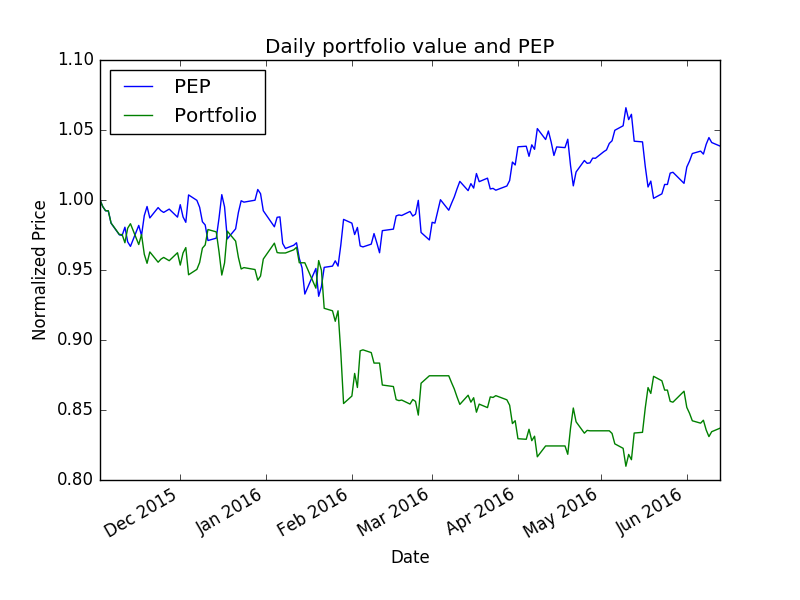 Daily portfolio value and PEP
1.10
1.05
1.00
0.95
0.90
0.85
0.80
Normalized Price
PEP
Portfolio
Dec 2015
Jan 2016
Feb 2016
Mar 2016
Apr 2016
May 2016
Jun 2016
Date